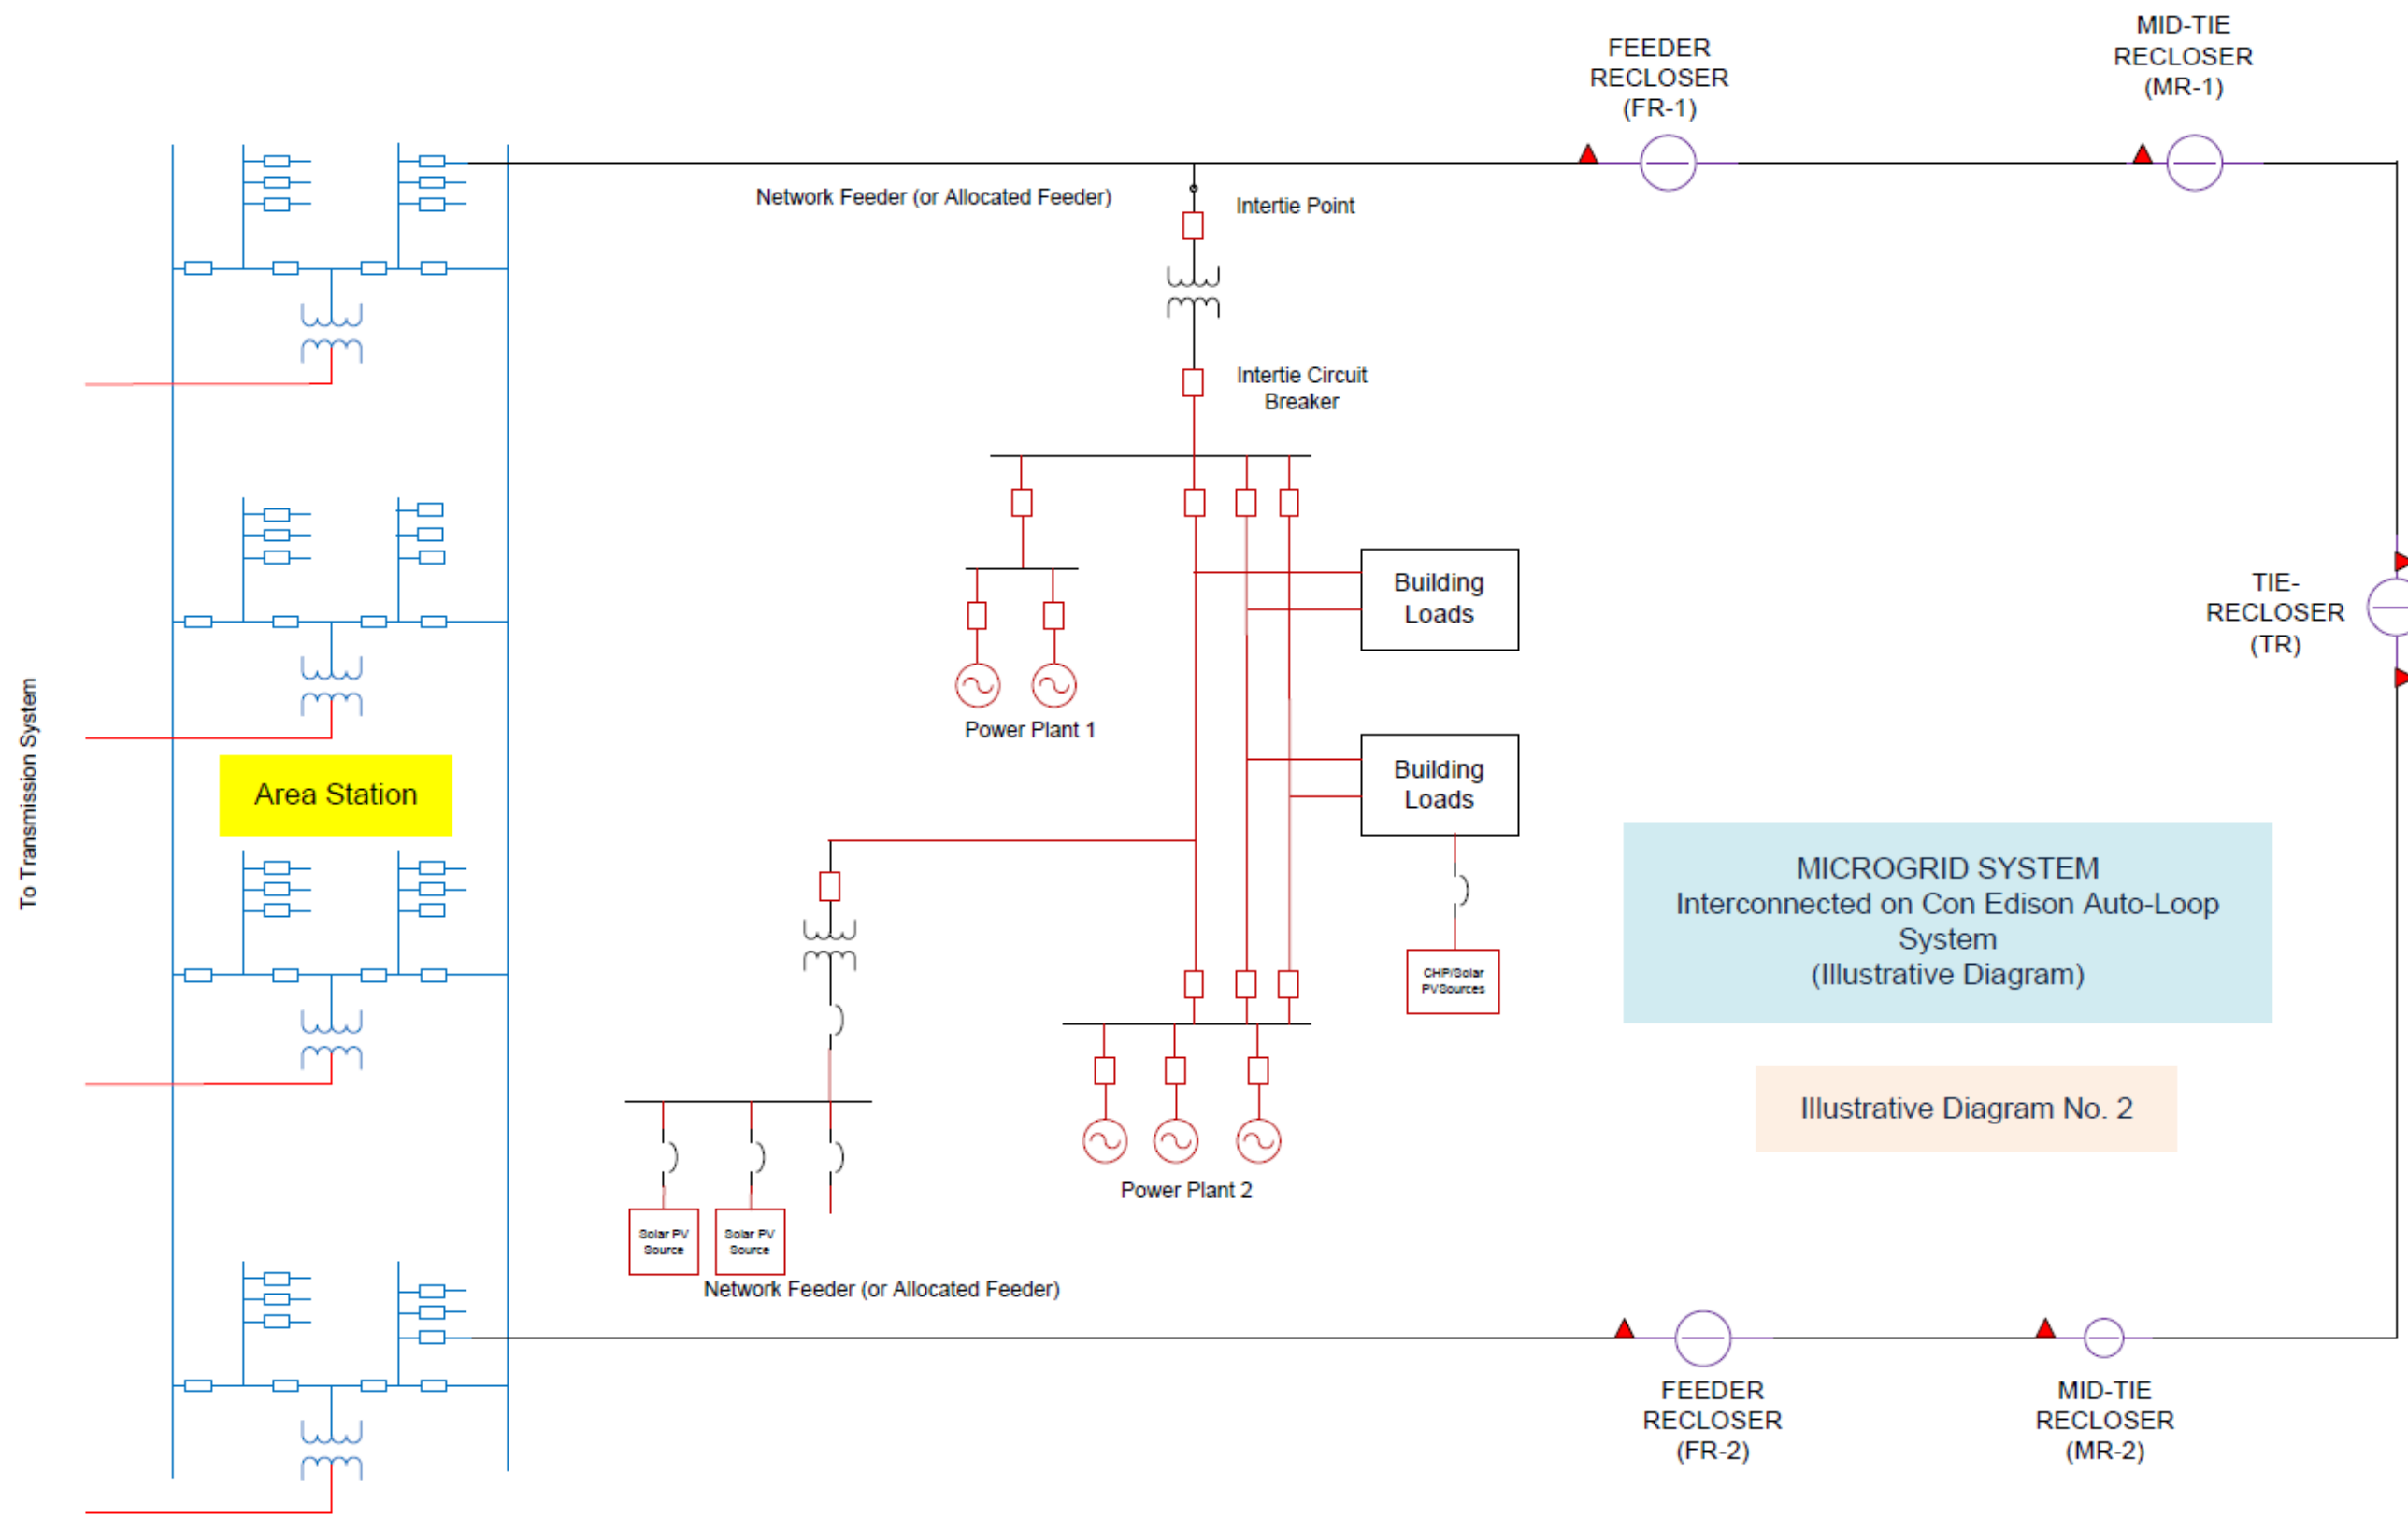 MID-TIE
RECLOSER
(MR-1)
FEEDER
RECLOSER
(FR-1)
Network Feeder (or Allocated Feeder)
Intertie Point
Intertie Circuit
Breaker
Building
Loads
TIE-
RECLOSER
(TR)
Power Plant 1
To Transmission System
Area Station
Building
Loads
MICROGRID SYSTEM
Interconnected on Con Edison Auto-Loop
System
(Illustrative Diagram)
CHP/Solar
PVSources
Illustrative Diagram No. 2
Power Plant 2
Solar PV
Source
Solar PV
Source
Network Feeder (or Allocated Feeder)
FEEDER
RECLOSER
(FR-2)
MID-TIE
RECLOSER
(MR-2)